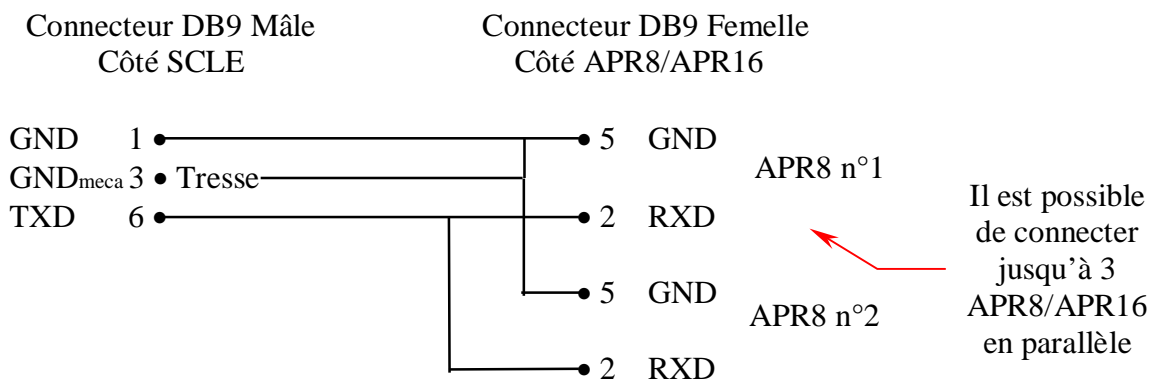 Connecteur DB9 Mâle
Côté SCLE
Connecteur DB9 Femelle
Côté APR8/APR16
GND 1 5 GND
GNDmeca 3 Tresse
APR8 n°1
TXD 6 2 RXD
5 GND
APR8 n°2
2 RXD
Il est possible
de connecter
jusqu’à 3
APR8/APR16
en parallèle